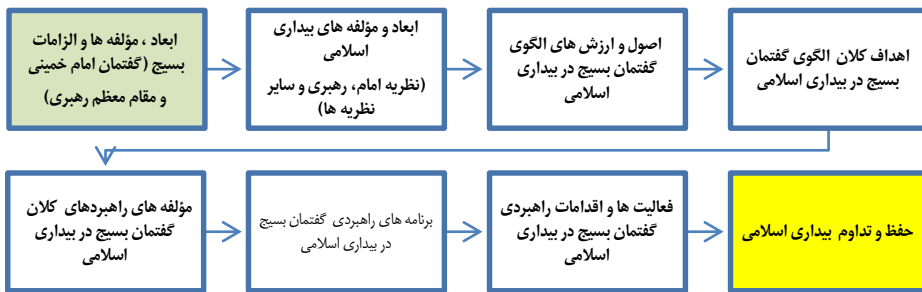 ابعاد ، مؤلفه ها و الزامات
بسیج (گفتمان امام خمینی
و مقام معظم رهبری)
ابعاد و مؤلفه های بیداری
اسلامی
(نظریه امام، رهبری و سایر
نظریه ها)
اصول و ارزش های الگوی
گفتمان بسیج در بیداری
اسلامی
اهداف کلان الگوی گفتمان
بسیج در بیداری اسلامی
مؤلفه های راهبردهای کلان
گفتمان بسیج در بیداری
اسلامی
برنامه های راهبردی گفتمان بسیج
در بیداری اسلامی
فعالیت ها و اقدامات راهبردی
گفتمان بسیج در بیداری
اسلامی
حفظ و تداوم بیداری اسلامی